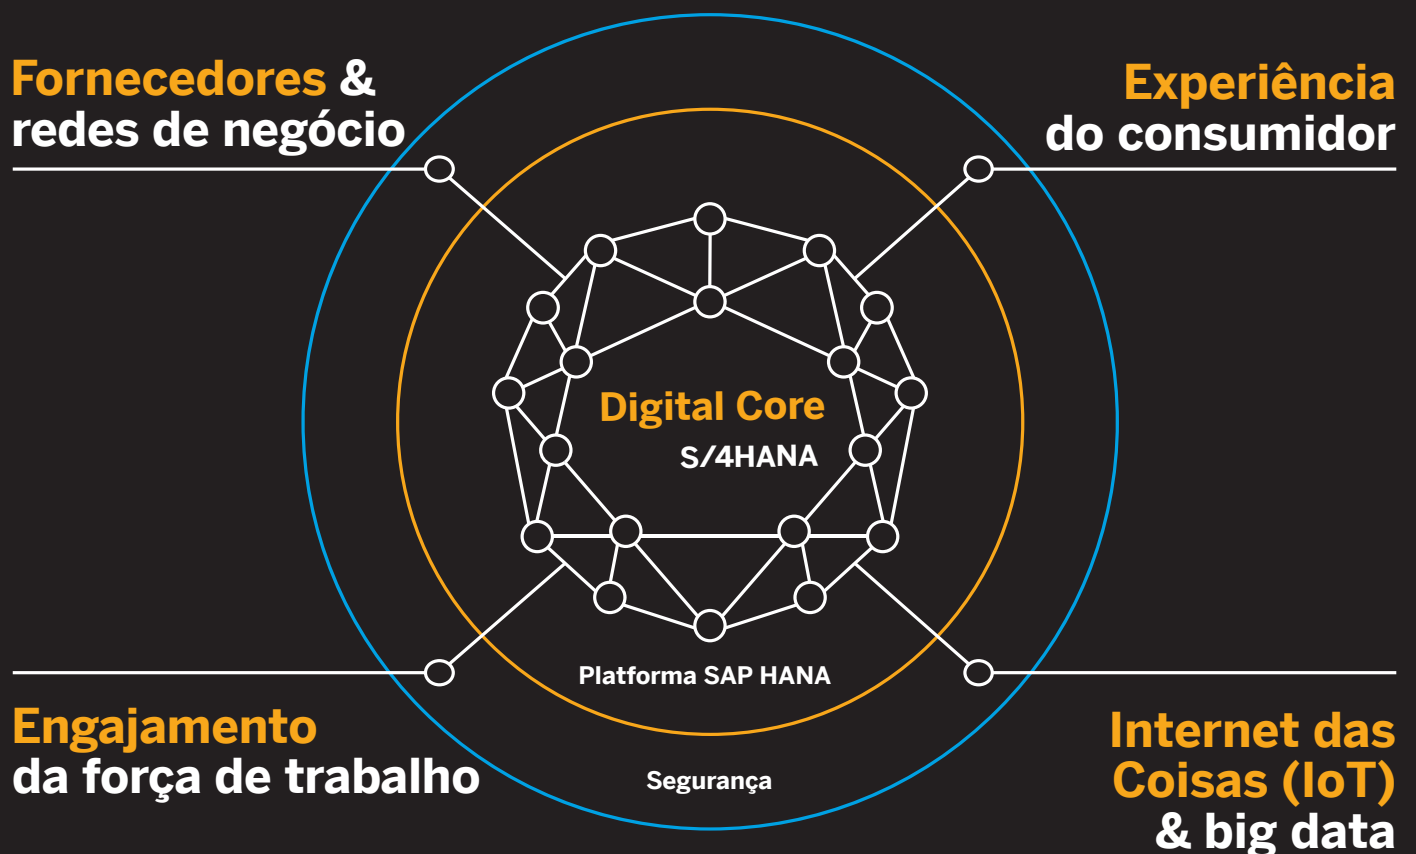 Fornecedores &
redes de negócio
Experiência
do consumidor
Digital Core
S/4HANA
Platforma SAP HANA
Segurança
Engajamento
da força de trabalho
Internet das
Coisas (IoT)
& big data